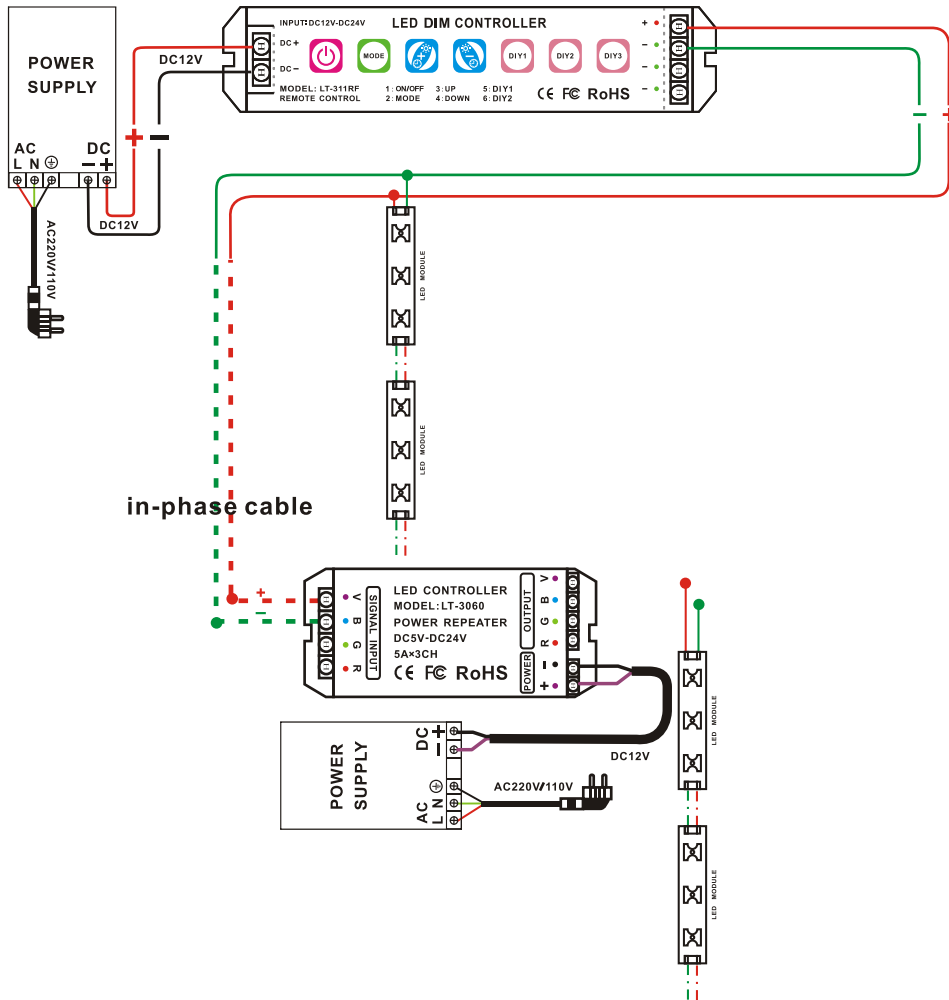 POWER
SUPPLY
AC
L N
DC
- +
DC12V
DC12V
AC220V/110V
INPUT:DC12V-DC24V
LED DIM CONTROLLER
DC +
DC -
MODE
DIY1
DIY2
DIY3
+
-
-
-
MODEL: LT-311RF
REMOTE CONTROL
1 : ON/OFF 3 : UP 5 : DIY1
2 : MODE 4 : DOWN 6 : DIY2
CE FC RoHS
+
-
-
+
LED MODULE
LED MODULE
in-phase cable
+
-
SIGNAL INPUT
V
B
G
R
LED CONTROLLER
MODEL: LT-3060
POWER REPEATER
DC5V-DC24V
5A×3CH
CE FC RoHS
OUTPUT
V
B
G
R
POWER
-
+
DC12V
POWER
SUPPLY
DC
+
-
AC
L N
AC220V/110V
LED MODULE
LED MODULE